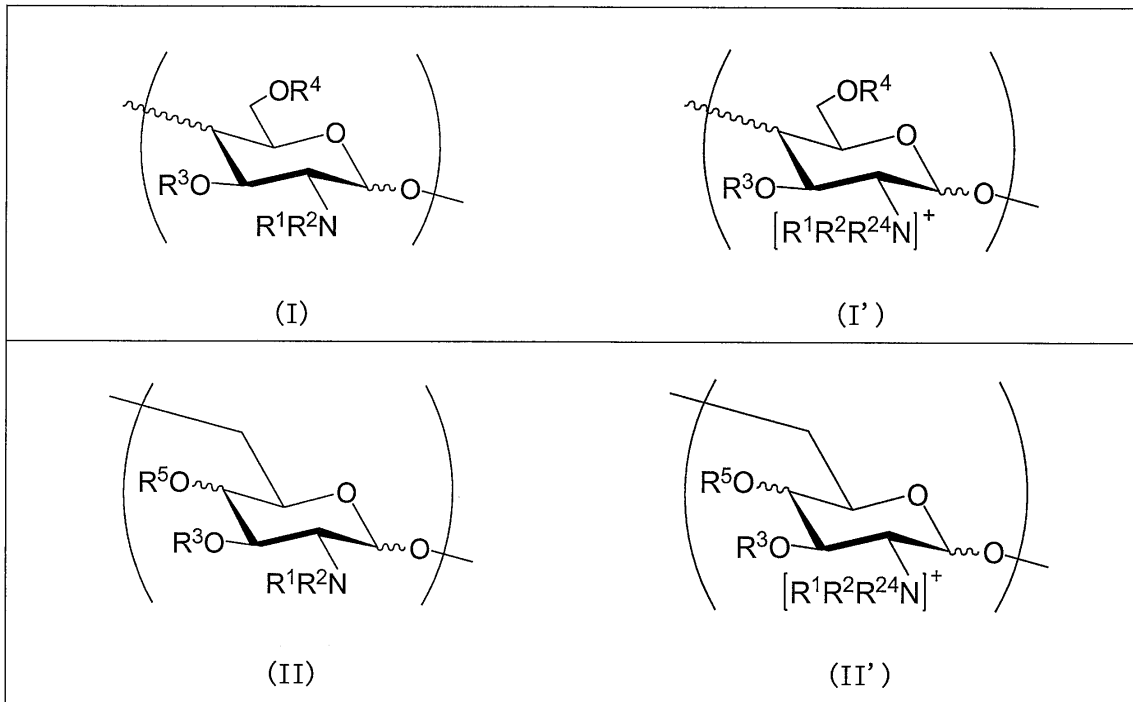 OR⁴
O
R³O
O
R¹R²N
(I)
OR⁴
O
R³O
O
[R¹R²R²⁴N]⁺
(I')
R⁵O
O
R³O
O
R¹R²N
(II)
R⁵O
O
R³O
O
[R¹R²R²⁴N]⁺
(II')